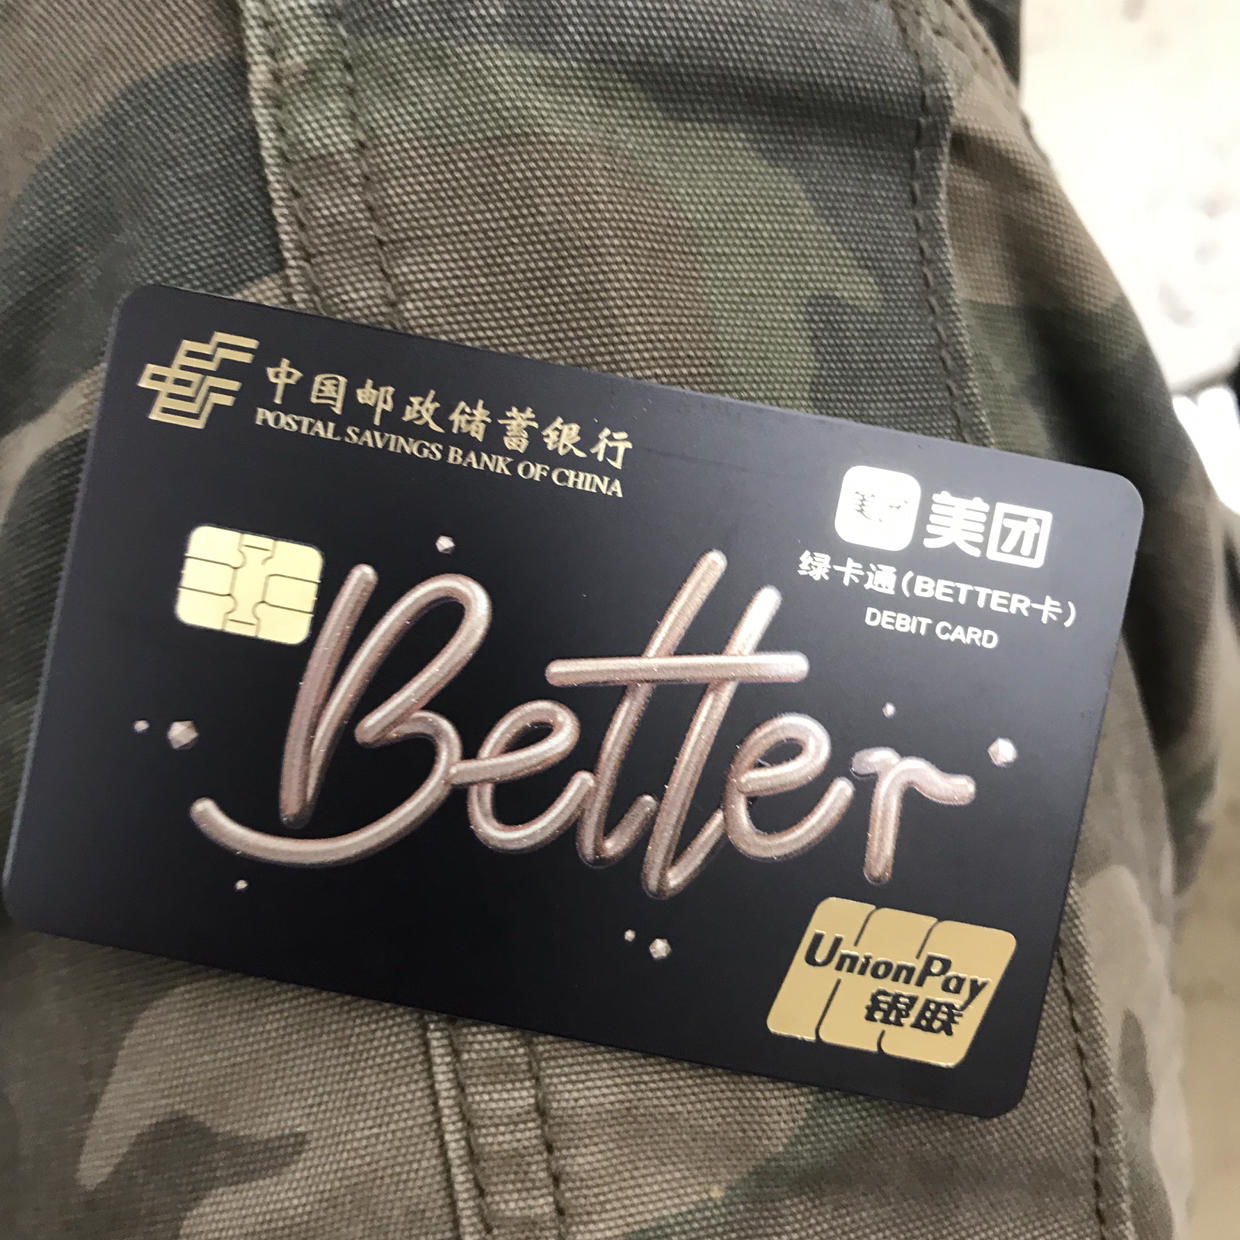 中国邮政储蓄银行
POSTAL SAVINGS BANK OF CHINA
美团
绿卡通(BETTER卡)
DEBIT CARD
Better
UnionPay
银联